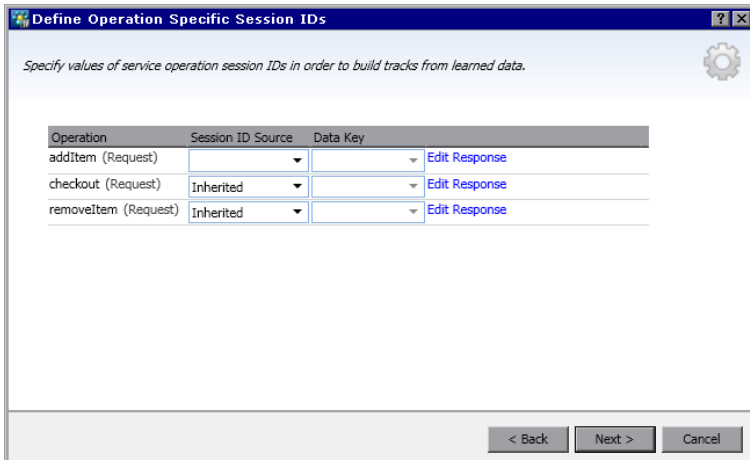 Define Operation Specific Session IDs
Specify values of service operation session IDs in order to build tracks from learned data.
Operation Session ID Source Data Key
addItem (Request) Edit Response
checkout (Request) Inherited Edit Response
removeItem (Request) Inherited Edit Response
< Back Next > Cancel